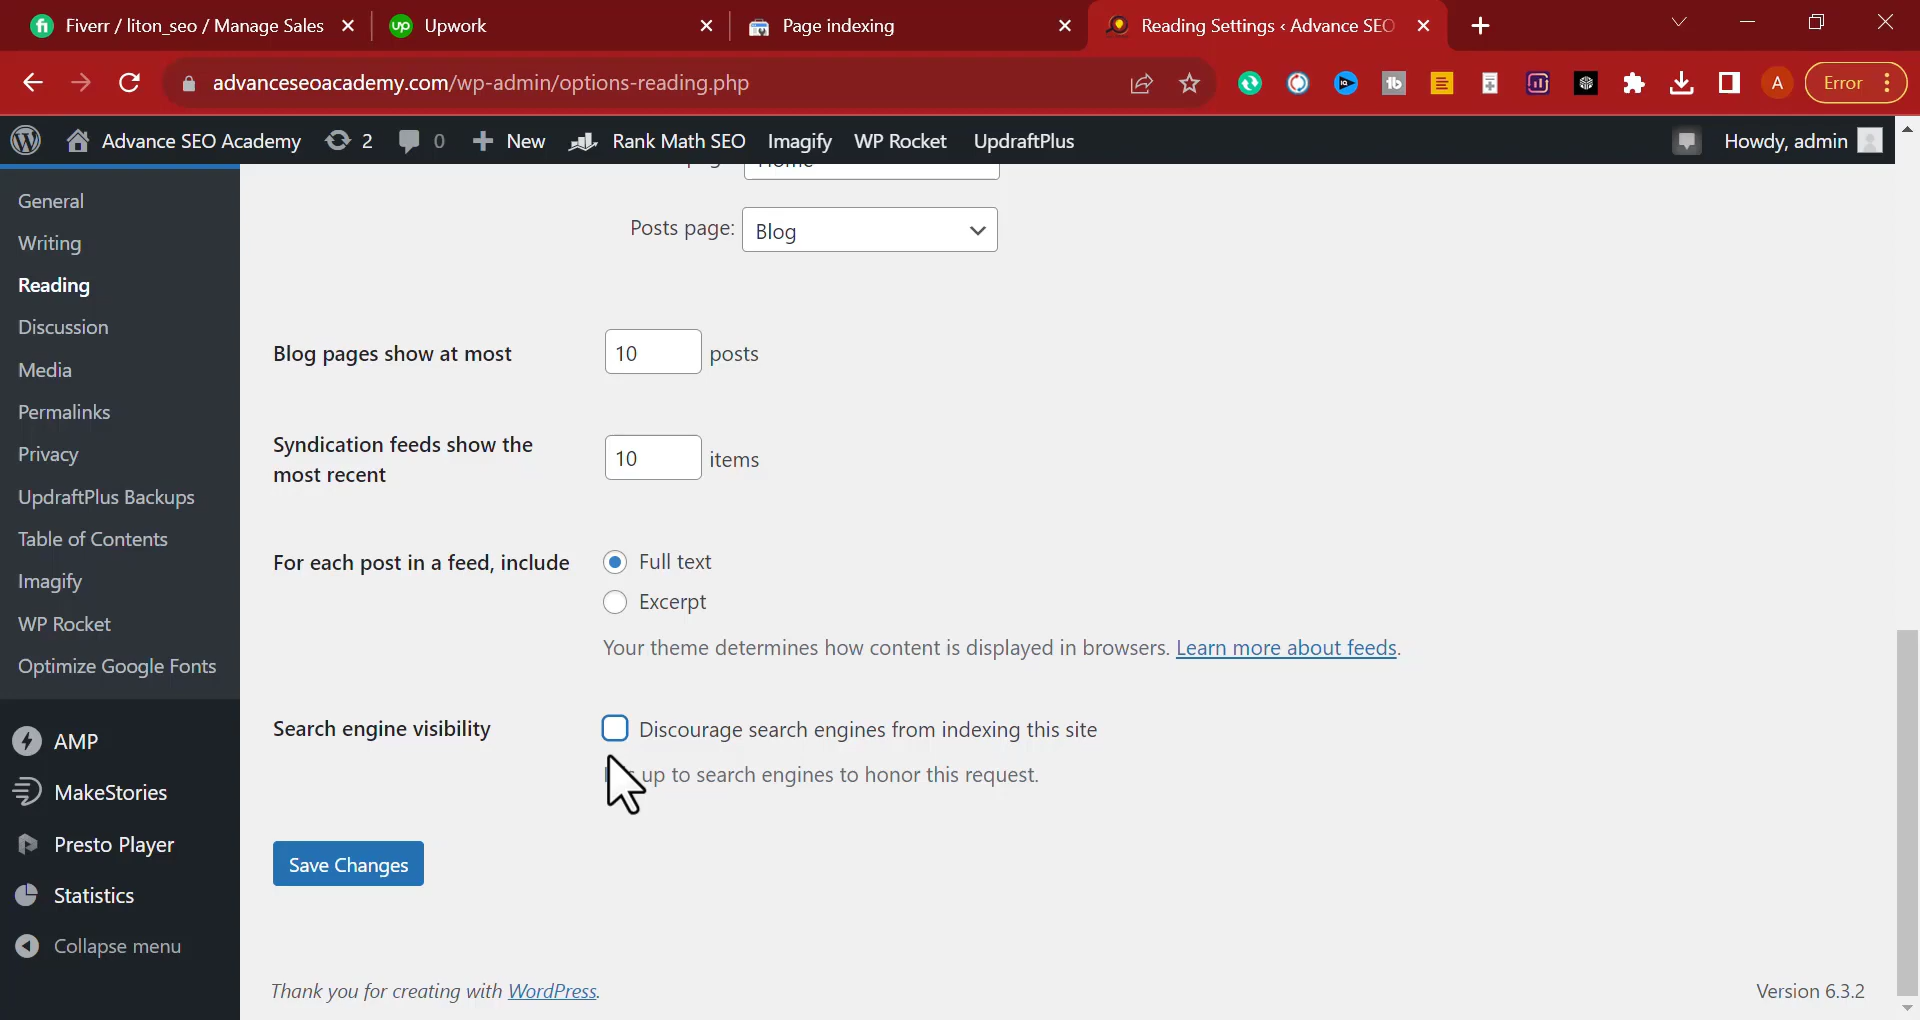 Fiverr / liton_seo / Manage Sales
Upwork
Page indexing
Reading Settings ‹ Advance SEO
advanceseoacademy.com/wp-admin/options-reading.php
A
Error
Advance SEO Academy
2
0
New
Rank Math SEO
Imagify
WP Rocket
UpdraftPlus
Howdy, admin
General
Writing
Reading
Discussion
Media
Permalinks
Privacy
UpdraftPlus Backups
Table of Contents
Imagify
WP Rocket
Optimize Google Fonts
AMP
MakeStories
Presto Player
Statistics
Collapse menu
Posts page: Blog
Blog pages show at most 10 posts
Syndication feeds show the
most recent
10 items
For each post in a feed, include
Full text
Excerpt
Your theme determines how content is displayed in browsers. Learn more about feeds.
Search engine visibility
Discourage search engines from indexing this site
up to search engines to honor this request.
Save Changes
Thank you for creating with WordPress.
Version 6.3.2